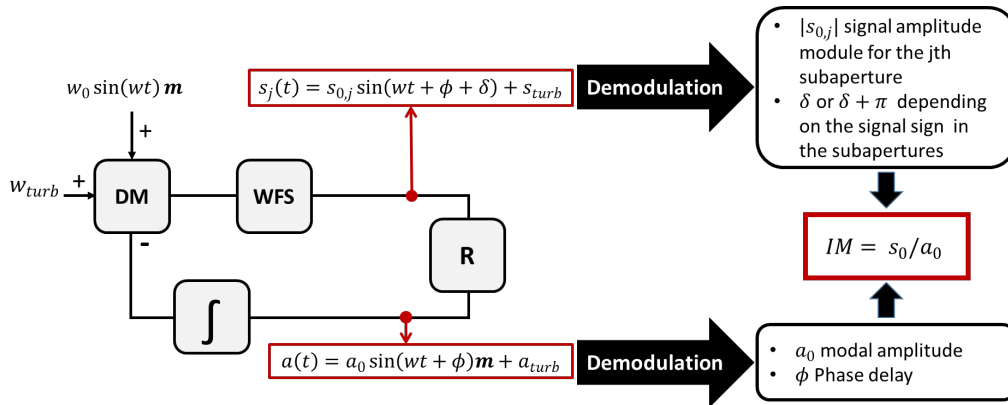 w₀ sin(wt) 𝒎
+
w_turb
+
DM
-
WFS
R
∫
s_j(t) = s_{0,j} sin(wt + ϕ + δ) + s_turb
a(t) = a₀ sin(wt + ϕ)𝒎 + a_turb
Demodulation
Demodulation
• |s_{0,j}| signal amplitude
module for the jth
subaperture
• δ or δ + π depending
on the signal sign in
the subapertures
IM = s₀/a₀
• a₀ modal amplitude
• ϕ Phase delay